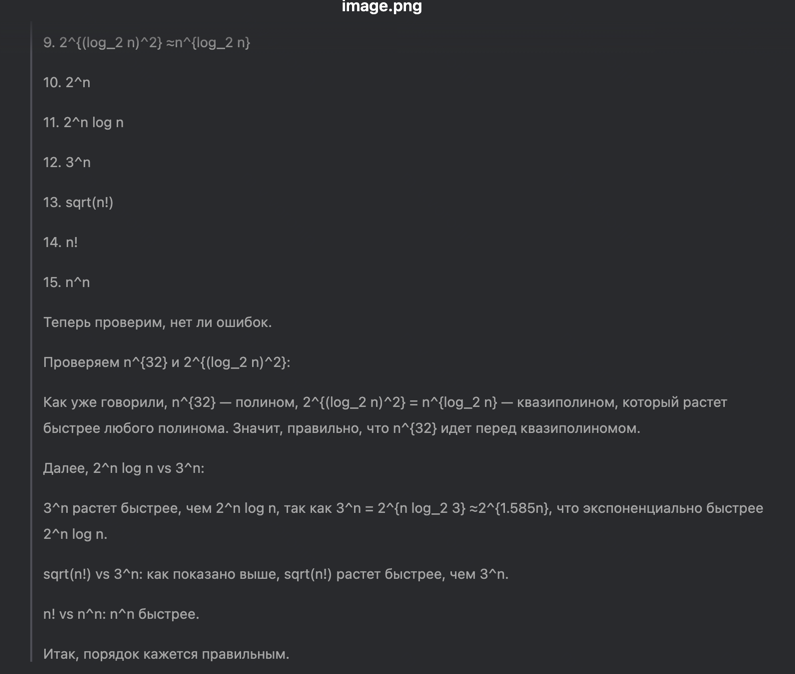 image.png
9. 2^{(log_2 n)^2} ≈n^{log_2 n}
10. 2^n
11. 2^n log n
12. 3^n
13. sqrt(n!)
14. n!
15. n^n
Теперь проверим, нет ли ошибок.
Проверяем n^{32} и 2^{(log_2 n)^2}:
Как уже говорили, n^{32} — полином, 2^{(log_2 n)^2} = n^{log_2 n} — квазиполином, который растет
быстрее любого полинома. Значит, правильно, что n^{32} идет перед квазиполиномом.
Далее, 2^n log n vs 3^n:
3^n растет быстрее, чем 2^n log n, так как 3^n = 2^{n log_2 3} ≈2^{1.585n}, что экспоненциально быстрее
2^n log n.
sqrt(n!) vs 3^n: как показано выше, sqrt(n!) растет быстрее, чем 3^n.
n! vs n^n: n^n быстрее.
Итак, порядок кажется правильным.